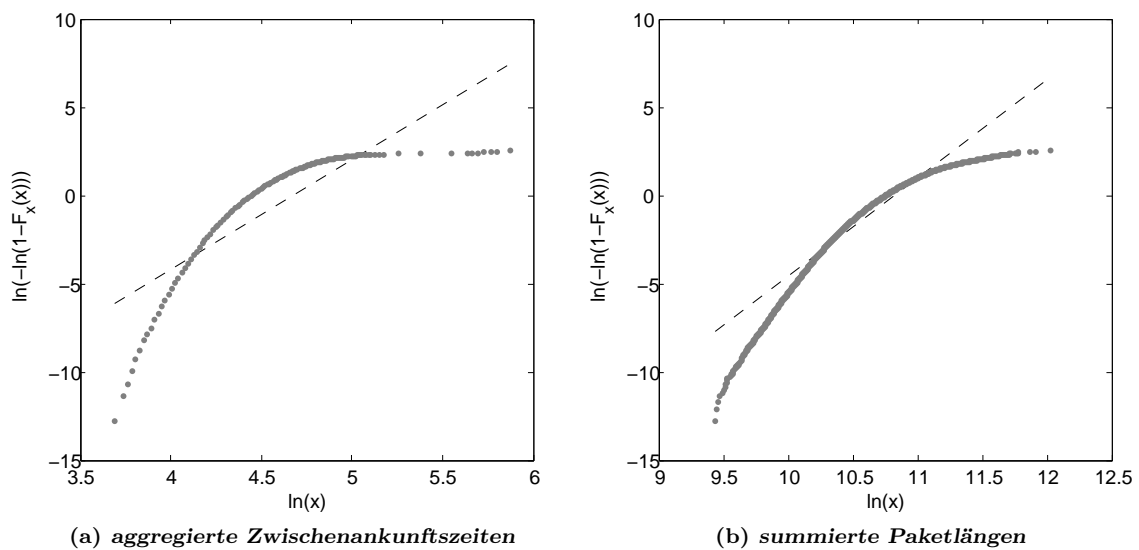 10
5
0
−5
−10
−15
ln(−ln(1−F_x(x)))
3.5 4 4.5 5 5.5 6
ln(x)
(a) aggregierte Zwischenankunftszeiten
10
5
0
−5
−10
−15
ln(−ln(1−F_x(x)))
9 9.5 10 10.5 11 11.5 12 12.5
ln(x)
(b) summierte Paketlängen